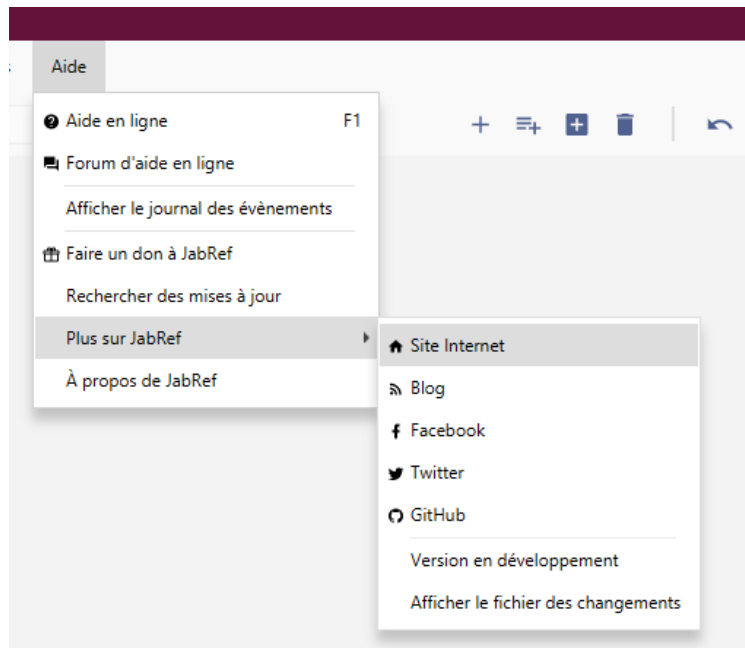 Aide
Aide en ligne F1
Forum d'aide en ligne
Afficher le journal des évènements
Faire un don à JabRef
Rechercher des mises à jour
Plus sur JabRef
À propos de JabRef
Site Internet
Blog
Facebook
Twitter
GitHub
Version en développement
Afficher le fichier des changements